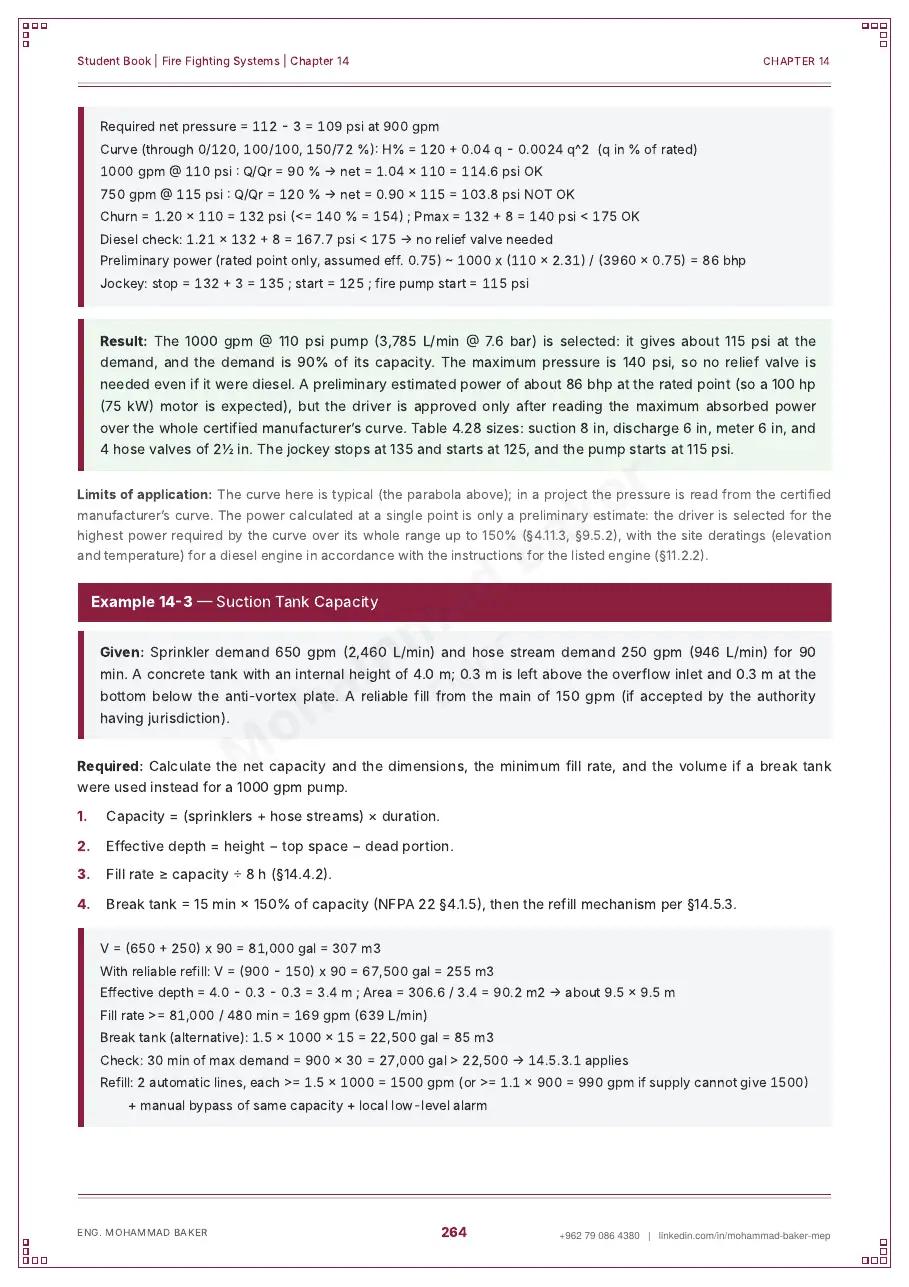 Student Book | Fire Fighting Systems | Chapter 14
CHAPTER 14
Required net pressure = 112 - 3 = 109 psi at 900 gpm
Curve (through 0/120, 100/100, 150/72 %): H% = 120 + 0.04 q - 0.0024 q^2 (q in % of rated)
1000 gpm @ 110 psi : Q/Qr = 90 % → net = 1.04 × 110 = 114.6 psi OK
750 gpm @ 115 psi : Q/Qr = 120 % → net = 0.90 × 115 = 103.8 psi NOT OK
Churn = 1.20 × 110 = 132 psi (<= 140 % = 154) ; Pmax = 132 + 8 = 140 psi < 175 OK
Diesel check: 1.21 × 132 + 8 = 167.7 psi < 175 → no relief valve needed
Preliminary power (rated point only, assumed eff. 0.75) ~ 1000 x (110 × 2.31) / (3960 × 0.75) = 86 bhp
Jockey: stop = 132 + 3 = 135 ; start = 125 ; fire pump start = 115 psi
Result: The 1000 gpm @ 110 psi pump (3,785 L/min @ 7.6 bar) is selected: it gives about 115 psi at the
demand, and the demand is 90% of its capacity. The maximum pressure is 140 psi, so no relief valve is
needed even if it were diesel. A preliminary estimated power of about 86 bhp at the rated point (so a 100 hp
(75 kW) motor is expected), but the driver is approved only after reading the maximum absorbed power
over the whole certified manufacturer’s curve. Table 4.28 sizes: suction 8 in, discharge 6 in, meter 6 in, and
4 hose valves of 2½ in. The jockey stops at 135 and starts at 125, and the pump starts at 115 psi.
Limits of application: The curve here is typical (the parabola above); in a project the pressure is read from the certified
manufacturer’s curve. The power calculated at a single point is only a preliminary estimate: the driver is selected for the
highest power required by the curve over its whole range up to 150% (§4.11.3, §9.5.2), with the site deratings (elevation
and temperature) for a diesel engine in accordance with the instructions for the listed engine (§11.2.2).
Example 14-3 — Suction Tank Capacity
Given: Sprinkler demand 650 gpm (2,460 L/min) and hose stream demand 250 gpm (946 L/min) for 90
min. A concrete tank with an internal height of 4.0 m; 0.3 m is left above the overflow inlet and 0.3 m at the
bottom below the anti-vortex plate. A reliable fill from the main of 150 gpm (if accepted by the authority
having jurisdiction).
Required: Calculate the net capacity and the dimensions, the minimum fill rate, and the volume if a break tank
were used instead for a 1000 gpm pump.
1. Capacity = (sprinklers + hose streams) × duration.
2. Effective depth = height − top space − dead portion.
3. Fill rate ≥ capacity ÷ 8 h (§14.4.2).
4. Break tank = 15 min × 150% of capacity (NFPA 22 §4.1.5), then the refill mechanism per §14.5.3.
V = (650 + 250) x 90 = 81,000 gal = 307 m3
With reliable refill: V = (900 - 150) x 90 = 67,500 gal = 255 m3
Effective depth = 4.0 - 0.3 - 0.3 = 3.4 m ; Area = 306.6 / 3.4 = 90.2 m2 → about 9.5 × 9.5 m
Fill rate >= 81,000 / 480 min = 169 gpm (639 L/min)
Break tank (alternative): 1.5 × 1000 × 15 = 22,500 gal = 85 m3
Check: 30 min of max demand = 900 × 30 = 27,000 gal > 22,500 → 14.5.3.1 applies
Refill: 2 automatic lines, each >= 1.5 × 1000 = 1500 gpm (or >= 1.1 × 900 = 990 gpm if supply cannot give 1500)
+ manual bypass of same capacity + local low-level alarm
ENG. MOHAMMAD BAKER
264
+962 79 086 4380 | linkedin.com/in/mohammad-baker-mep